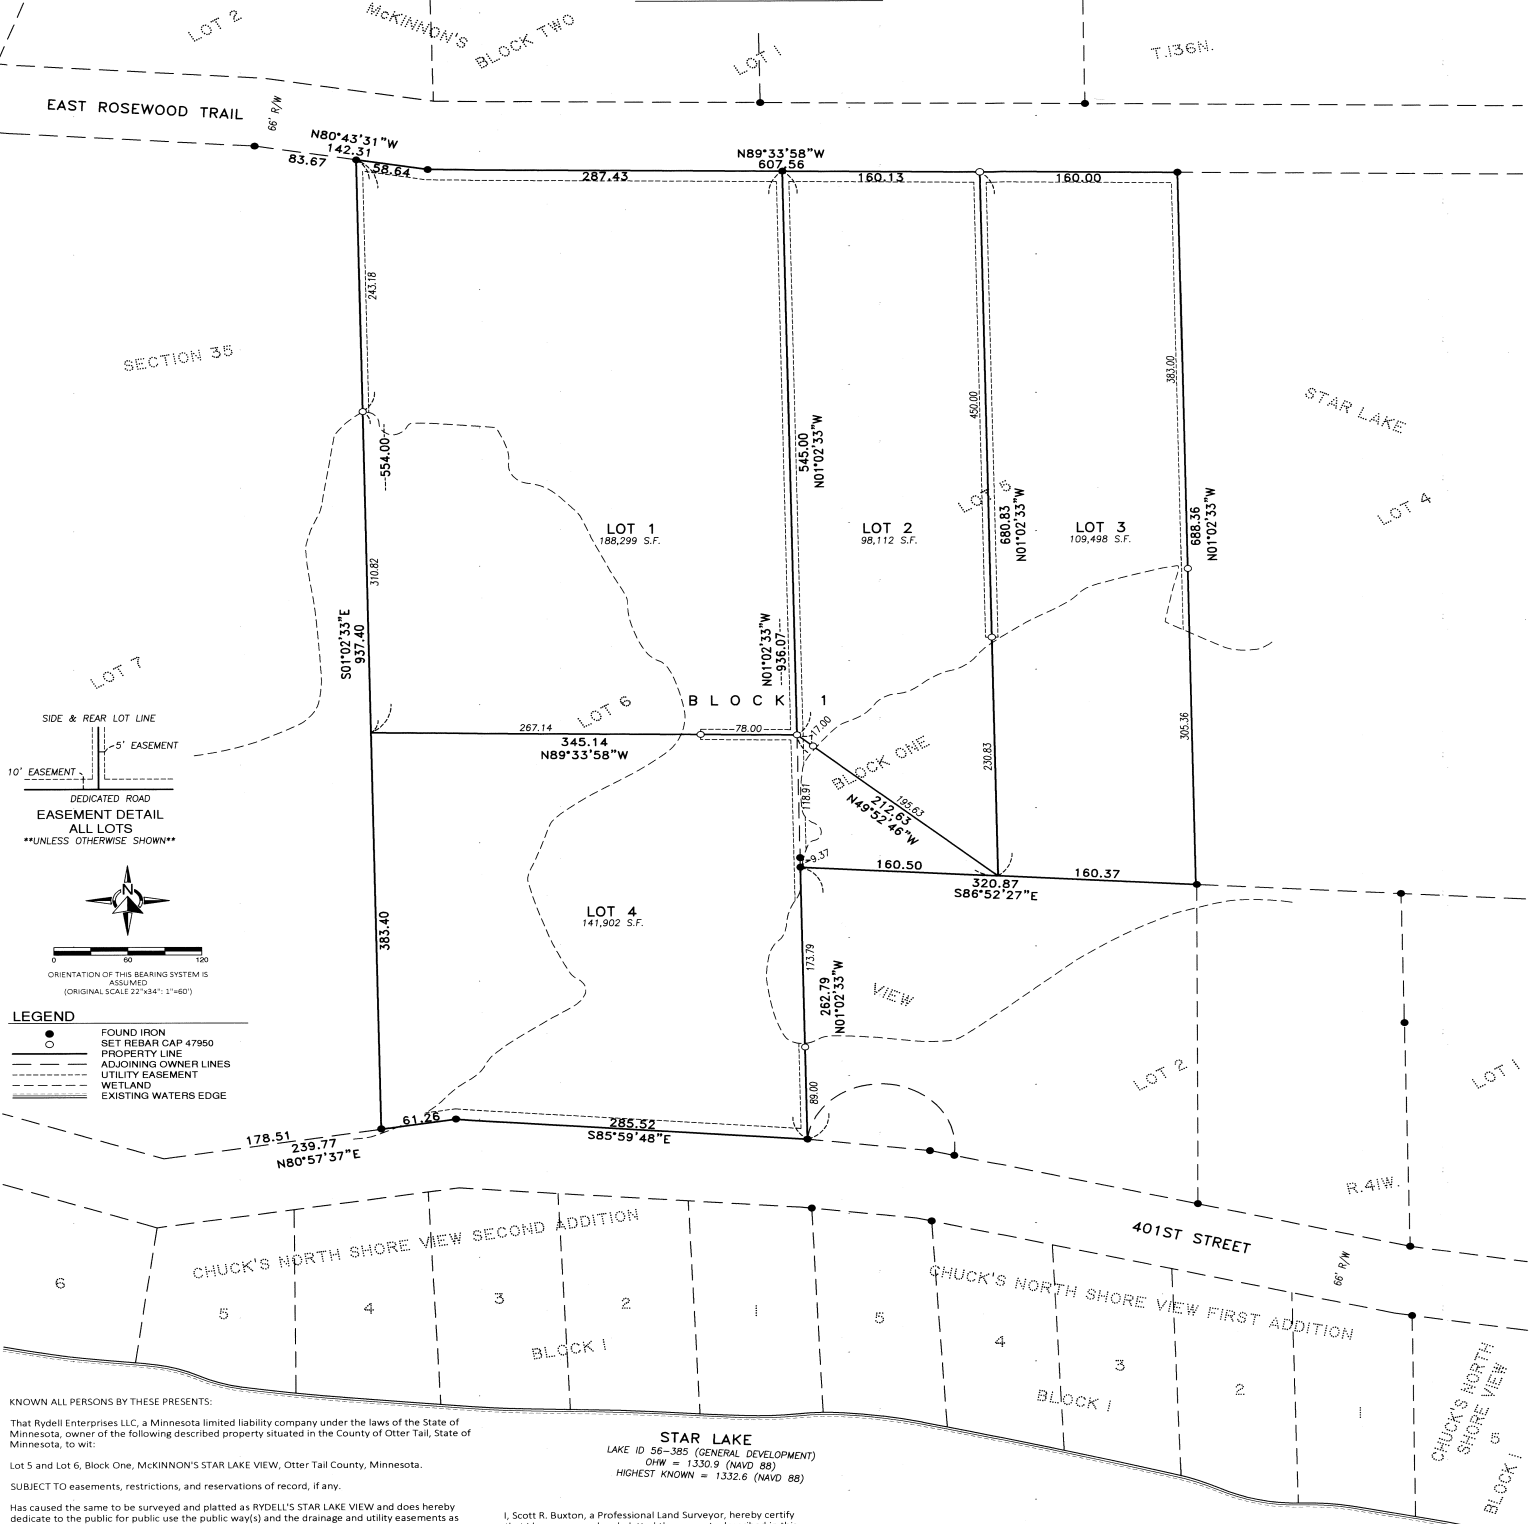 LOT 2
McKINNON'S
BLOCK TWO
LOT 1
T.136N.
EAST ROSEWOOD TRAIL
66' R/W
N80°43'31"W
142.31
83.67
58.64
287.43
N89°33'58"W
607.56
160.13
160.00
243.18
SECTION 35
554.00
383.00
450.00
STAR LAKE
545.00
N01°02'33"W
LOT 5
LOT 4
LOT 1
188,299 S.F.
LOT 2
98,112 S.F.
680.83
N01°02'33"W
LOT 3
109,498 S.F.
688.36
N01°02'33"W
310.82
S01°02'33"E
937.40
N01°02'33"W
936.07
LOT 7
LOT 6
BLOCK 1
267.14
78.00
345.14
N89°33'58"W
17.00
BLOCK ONE
230.83
305.36
118.91
195.63
212.63
N49°52'46"W
9.37
160.50
320.87
S86°52'27"E
160.37
SIDE & REAR LOT LINE
5' EASEMENT
10' EASEMENT
DEDICATED ROAD
EASEMENT DETAIL
ALL LOTS
**UNLESS OTHERWISE SHOWN**
N
0 60 120
ORIENTATION OF THIS BEARING SYSTEM IS
ASSUMED
(ORIGINAL SCALE 22"x34": 1"=60')
LEGEND
FOUND IRON
SET REBAR CAP 47950
PROPERTY LINE
ADJOINING OWNER LINES
UTILITY EASEMENT
WETLAND
EXISTING WATERS EDGE
383.40
LOT 4
141,902 S.F.
173.79
262.79
N01°02'33"W
VIEW
89.00
LOT 2
LOT 1
61.26
285.52
S85°59'48"E
178.51
239.77
N80°57'37"E
R.41W.
401ST STREET
66' R/W
CHUCK'S NORTH SHORE VIEW SECOND ADDITION
6
5
4
3
2
1
BLOCK 1
CHUCK'S NORTH SHORE VIEW FIRST ADDITION
5
4
3
2
1
BLOCK 1
CHUCK'S NORTH
SHORE VIEW
5
BLOCK 1
STAR LAKE
LAKE ID 56-385 (GENERAL DEVELOPMENT)
OHW = 1330.9 (NAVD 88)
HIGHEST KNOWN = 1332.6 (NAVD 88)
KNOWN ALL PERSONS BY THESE PRESENTS:
That Rydell Enterprises LLC, a Minnesota limited liability company under the laws of the State of
Minnesota, owner of the following described property situated in the County of Otter Tail, State of
Minnesota, to wit:
Lot 5 and Lot 6, Block One, McKINNON'S STAR LAKE VIEW, Otter Tail County, Minnesota.
SUBJECT TO easements, restrictions, and reservations of record, if any.
Has caused the same to be surveyed and platted as RYDELL'S STAR LAKE VIEW and does hereby
dedicate to the public for public use the public way(s) and the drainage and utility easements as
I, Scott R. Buxton, a Professional Land Surveyor, hereby certify